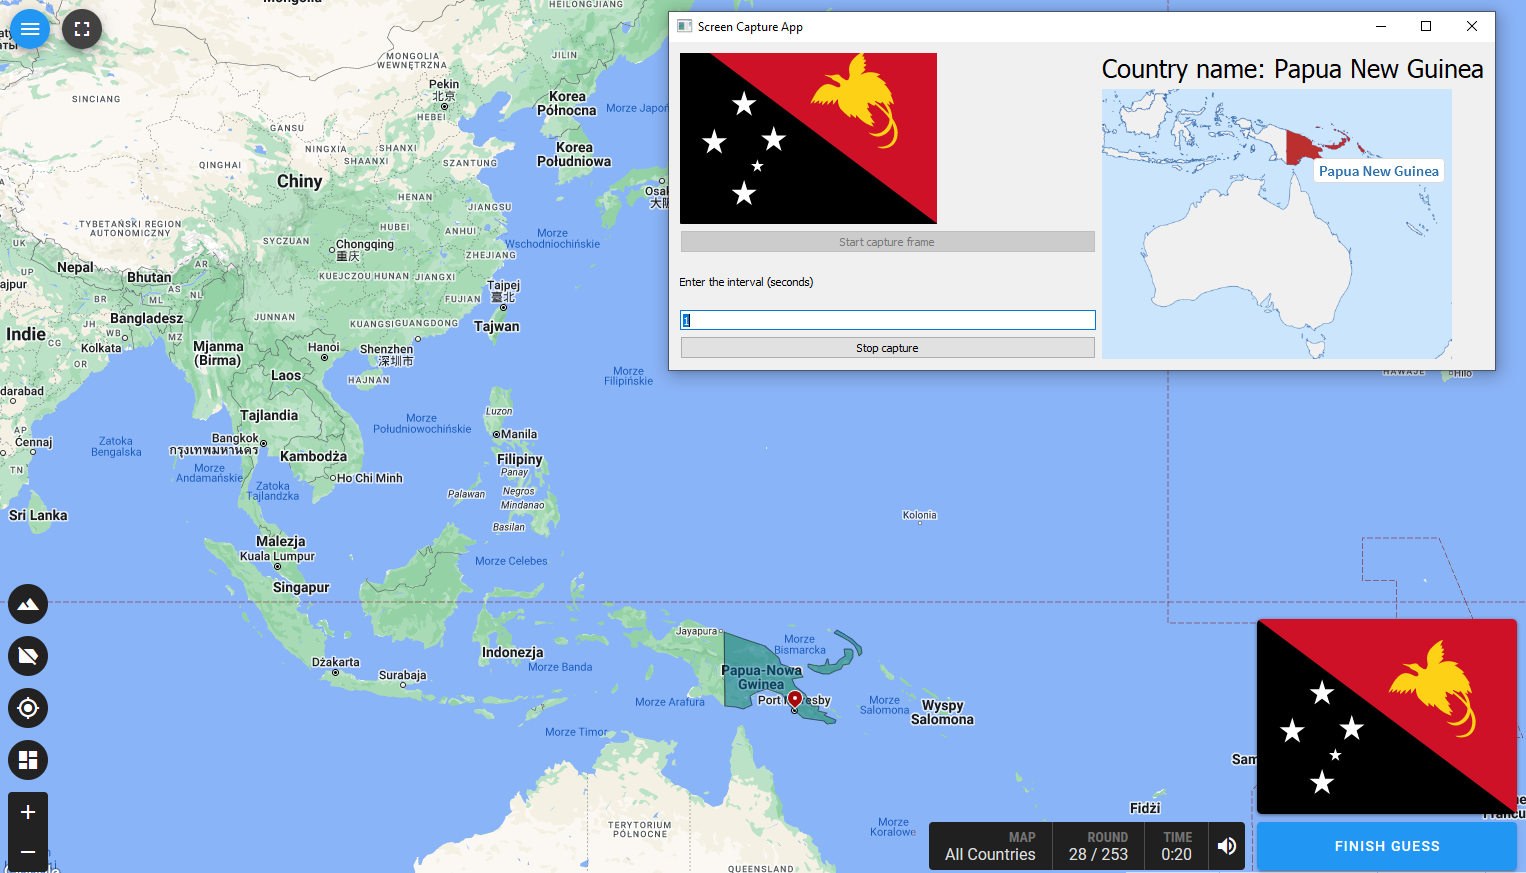 Screen Capture App
Country name: Papua New Guinea
Papua New Guinea
Start capture frame
Enter the interval (seconds)
1
Stop capture
HEILONGJIANG
MONGOLIA
WEWNĘTRZNA
JILIN
SINCIANG
Pekin
北京
HEBEI
Korea
Północna
Morze Japoń
GANSU
NINGXIA
SHAANXI
SHANXI
SZANTUNG
Korea
Południowa
QINGHAI
Chiny
HENAN
JIANGSU
Osak
大阪
TYBETAŃSKI REGION
AUTONOMICZNY
SYCZUAN
HUBEI
ANHUI
Morze
Wschodniochińskie
Chongqing
重庆
ZHEJIANG
UK
Nepal
AR
Bhutan
KUEJCZOU
HUNAN
JIANGXI
UP
ajpur
AS
NL
BR
ML
Tajpej
臺北
FUJIAN
Bangladesz
JUNNAN
KUANGSI
GUANGDONG
Tajwan
Indie
JH
WB
CG
MZ
Kolkata
Mjanma
(Birma)
Hanoi
Shenzhen
深圳市
OR
Laos
HAJNAN
Morze
Filipińskie
HAWAJE
Hilo
darabad
Tajlandia
Luzon
AP
Morze
Południowochińskie
Zatoka
Bengalska
Bangkok
กรุงเทพมหานคร
Manila
Ćennaj
Kambodża
Filipiny
TN
Morze
Andamańskie
Ho Chi Minh
Panay
Zatoka
Tajlandzka
Palawan
Negros
Mindanao
Sri Lanka
Kolonia
Basilan
Malezja
Kuala Lumpur
Morze Celebes
Singapur
Jayapura
Morze
Bismarcka
Indonezja
Dżakarta
Morze Banda
Papua-Nowa
Gwinea
Surabaja
Morze Arafura
Port M resby
Morze
Salomona
Wyspy
Salomona
Morze Timor
Sam
Fidżi
TERYTORIUM
PÓŁNOCNE
Morze
Koralowe
QUEENSLAND
MAP
All Countries
ROUND
28 / 253
TIME
0:20
FINISH GUESS